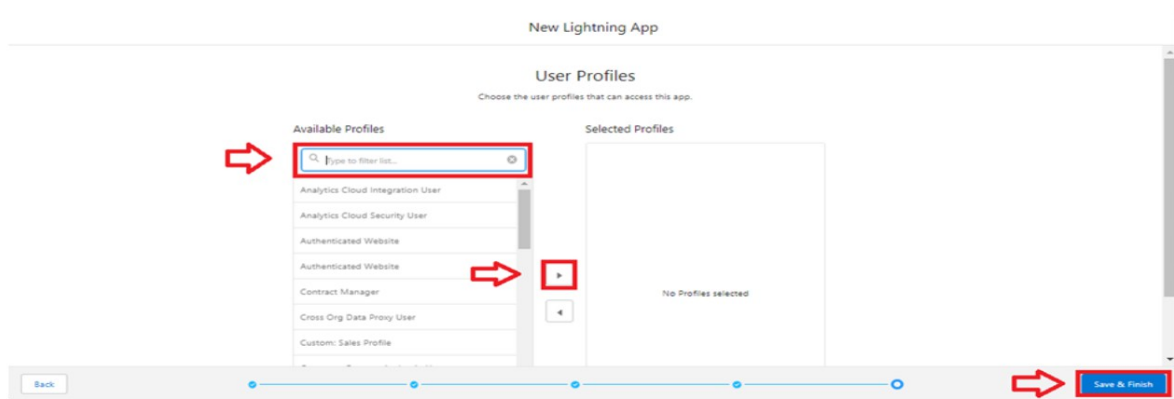 New Lightning App
User Profiles
Choose the user profiles that can access this app.
Available Profiles
Selected Profiles
Type to filter list...
Analytics Cloud Integration User
Analytics Cloud Security User
Authenticated Website
Authenticated Website
Contract Manager
Cross Org Data Proxy User
Custom: Sales Profile
No Profiles selected
Back
Save & Finish